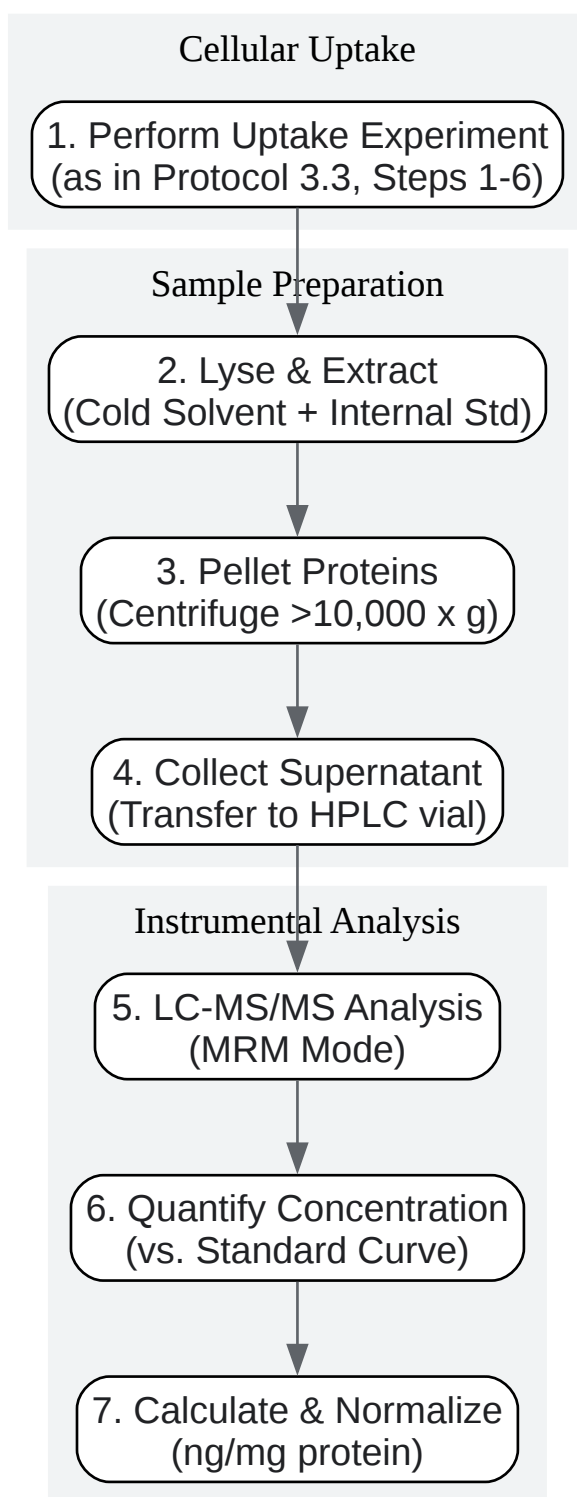 Cellular Uptake
1. Perform Uptake Experiment
(as in Protocol 3.3, Steps 1-6)
Sample Preparation
2. Lyse & Extract
(Cold Solvent + Internal Std)
3. Pellet Proteins
(Centrifuge >10,000 x g)
4. Collect Supernatant
(Transfer to HPLC vial)
Instrumental Analysis
5. LC-MS/MS Analysis
(MRM Mode)
6. Quantify Concentration
(vs. Standard Curve)
7. Calculate & Normalize
(ng/mg protein)